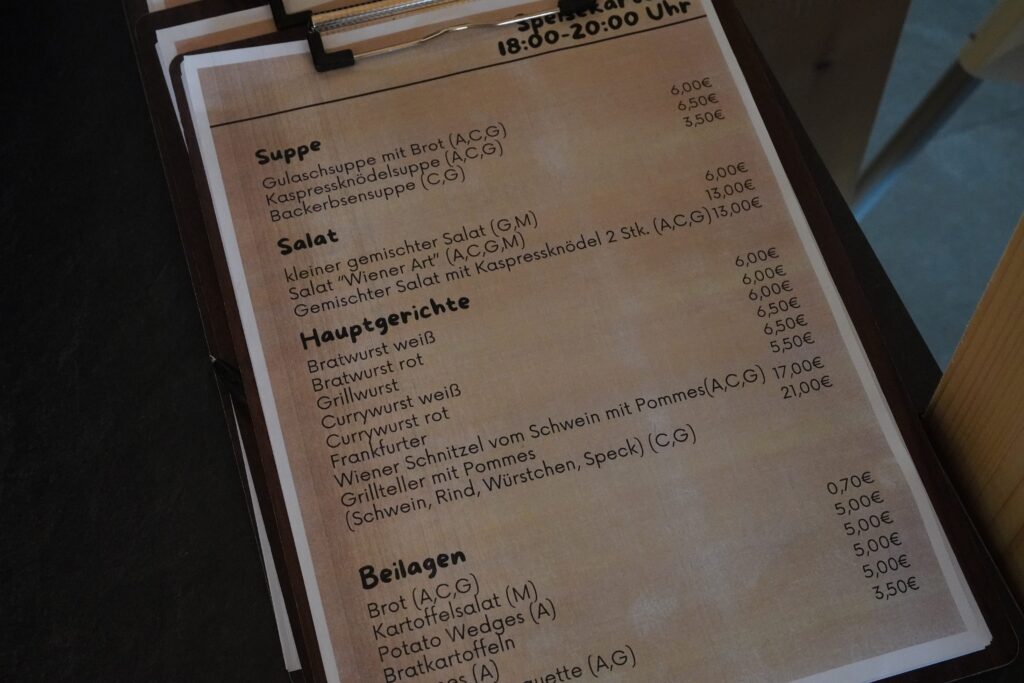 Speisekarte
18:00-20:00 Uhr
Suppe
Gulaschsuppe mit Brot (A,C,G) 6,00€
Kaspressknödelsuppe (A,C,G) 6,50€
Backerbsensuppe (C,G) 3,50€
Salat
kleiner gemischter Salat (G,M) 6,00€
Salat "Wiener Art" (A,C,G,M) 13,00€
Gemischter Salat mit Kaspressknödel 2 Stk. (A,C,G) 13,00€
Hauptgerichte
Bratwurst weiß 6,00€
Bratwurst rot 6,00€
Grillwurst 6,00€
Currywurst weiß 6,50€
Currywurst rot 6,50€
Frankfurter 5,50€
Wiener Schnitzel vom Schwein mit Pommes(A,C,G) 17,00€
Grillteller mit Pommes 21,00€
(Schwein, Rind, Würstchen, Speck) (C,G)
Beilagen
Brot (A,C,G) 0,70€
Kartoffelsalat (M) 5,00€
Potato Wedges (A) 5,00€
Bratkartoffeln 5,00€
(A) 5,00€
(A,G) 3,50€